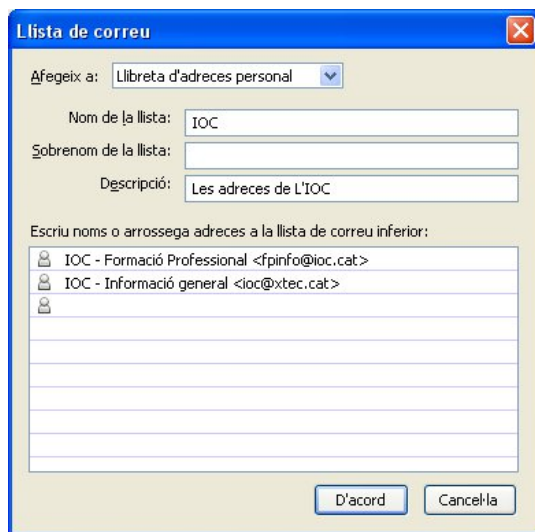 Llista de correu
Afegeix a: Llibreta d'adreces personal
Nom de la llista: IOC
Sobrenom de la llista:
Descripció: Les adreces de L'IOC
Escriu noms o arrossega adreces a la llista de correu inferior:
IOC - Formació Professional <fpinfo@ioc.cat>
IOC - Informació general <ioc@xtec.cat>
D'acord Cancel·la